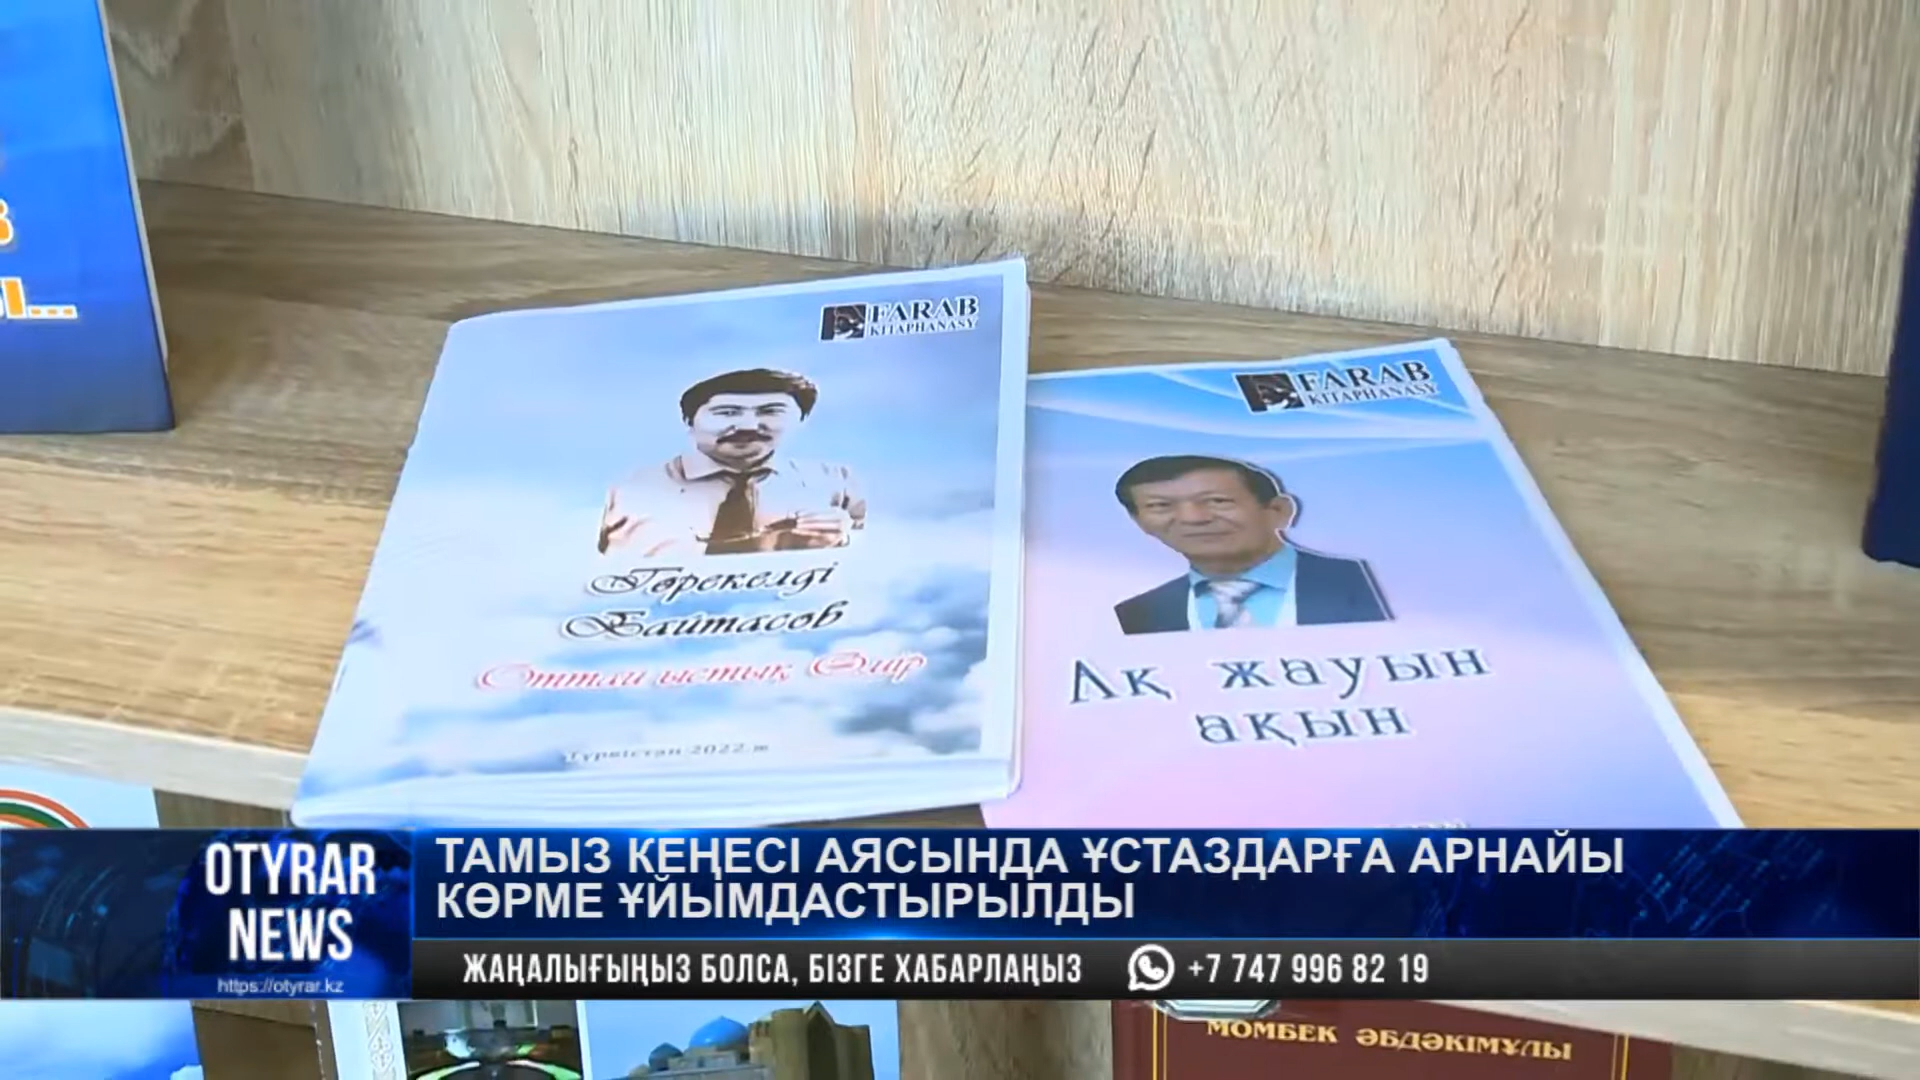 FARAB
KITAPHANASY
Төрекелді
Байтасов
Оттай ыстық Өмір
Түркістан 2022 ж
FARAB
KITAPHANASY
Ақ жауын
ақын
OTYRAR
NEWS
https://otyrar.kz
ТАМЫЗ КЕҢЕСІ АЯСЫНДА ҰСТАЗДАРҒА АРНАЙЫ
КӨРМЕ ҰЙЫМДАСТЫРЫЛДЫ
ЖАҢАЛЫҒЫҢЫЗ БОЛСА, БІЗГЕ ХАБАРЛАҢЫЗ +7 747 996 82 19
МОМБЕК ӘБДӘКІМҰЛЫ